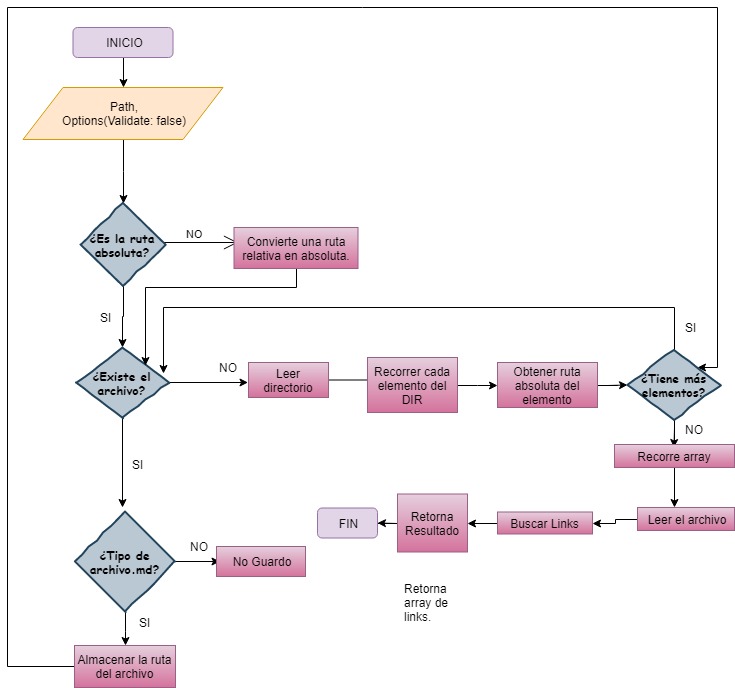 INICIO
Path,
Options(Validate: false)
¿Es la ruta
absoluta?
NO
Convierte una ruta
relativa en absoluta.
SI
SI
¿Existe el
archivo?
NO
Leer
directorio
Recorrer cada
elemento del
DIR
Obtener ruta
absoluta del
elemento
¿Tiene más
elementos?
NO
Recorre array
SI
Leer el archivo
Buscar Links
Retorna
Resultado
FIN
¿Tipo de
archivo.md?
NO
No Guardo
Retorna
array de
links.
SI
Almacenar la ruta
del archivo